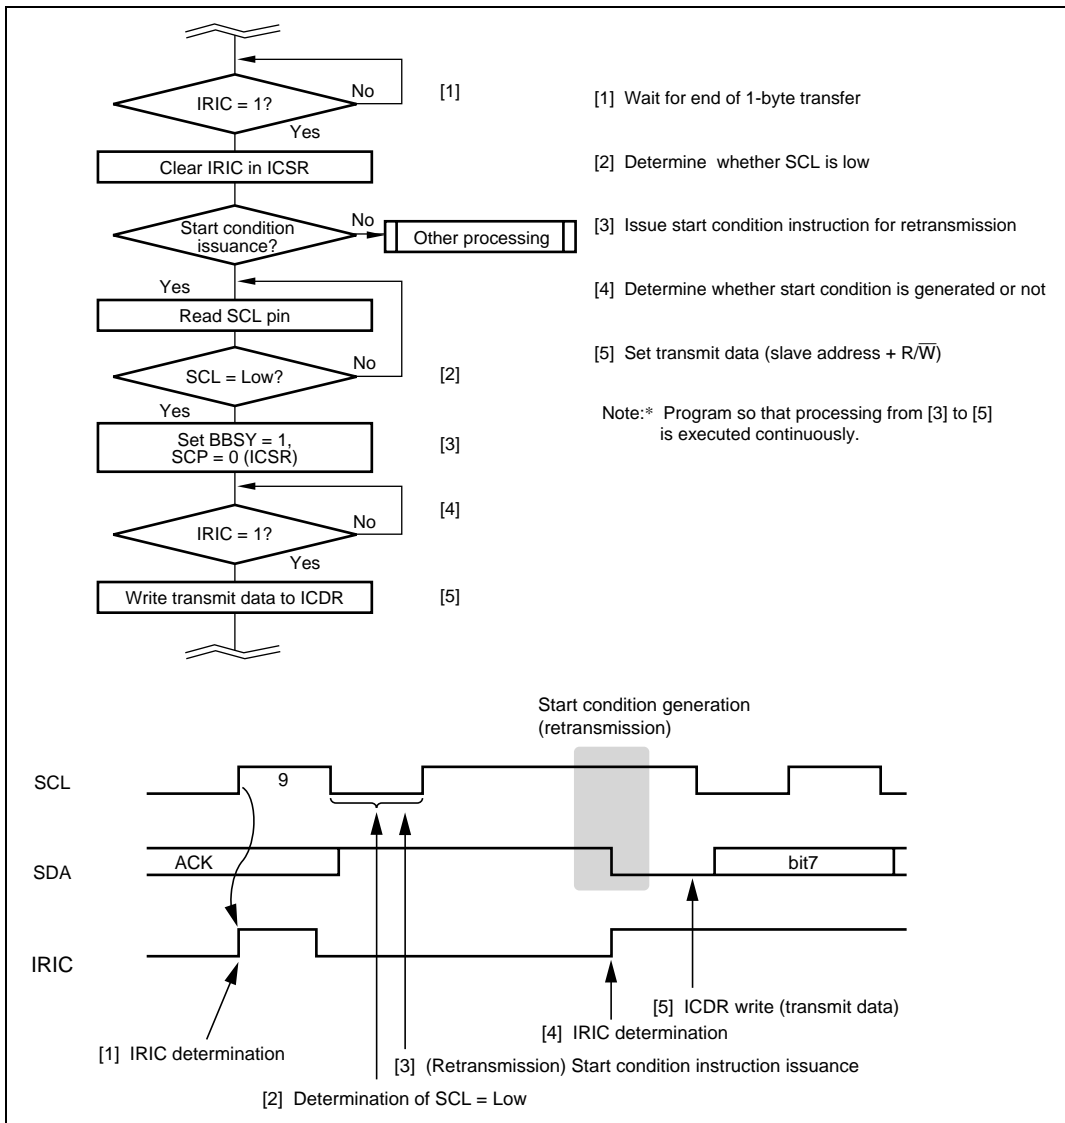 IRIC = 1?
No
[1]
Yes
Clear IRIC in ICSR
Start condition
issuance?
No
Other processing
Yes
Read SCL pin
SCL = Low?
No
[2]
Yes
Set BBSY = 1,
SCP = 0 (ICSR)
[3]
IRIC = 1?
No
[4]
Yes
Write transmit data to ICDR
[5]
[1] Wait for end of 1-byte transfer
[2] Determine whether SCL is low
[3] Issue start condition instruction for retransmission
[4] Determine whether start condition is generated or not
[5] Set transmit data (slave address + R/W̅)
Note:* Program so that processing from [3] to [5]
is executed continuously.
Start condition generation
(retransmission)
SCL
9
SDA
ACK
bit7
IRIC
[5] ICDR write (transmit data)
[4] IRIC determination
[1] IRIC determination
[3] (Retransmission) Start condition instruction issuance
[2] Determination of SCL = Low